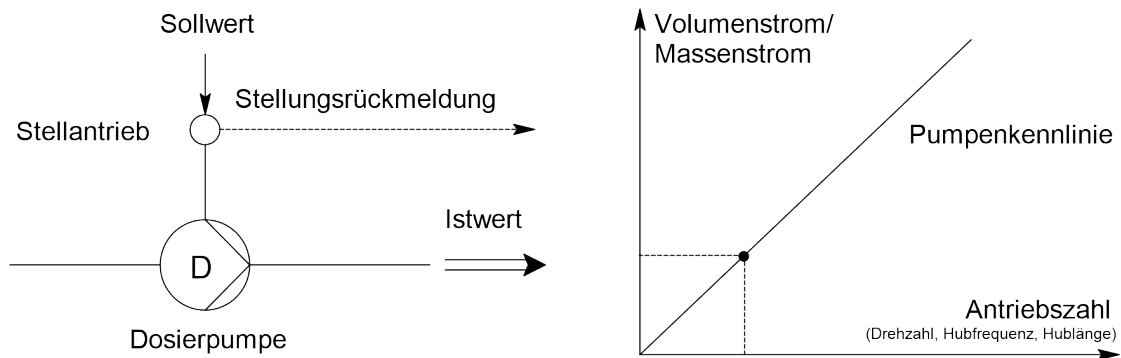 Sollwert
Stellungsrückmeldung
Stellantrieb
Istwert
D
Dosierpumpe
Volumenstrom/
Massenstrom
Pumpenkennlinie
Antriebszahl
(Drehzahl, Hubfrequenz, Hublänge)